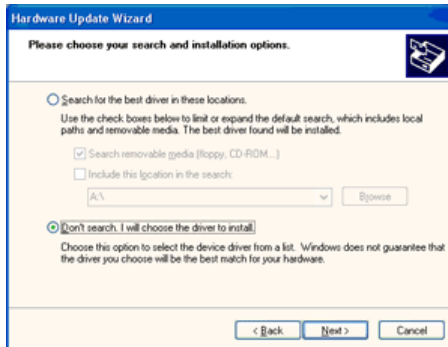 Hardware Update Wizard
Please choose your search and installation options.
Search for the best driver in these locations.
Use the check boxes below to limit or expand the default search, which includes local
paths and removable media. The best driver found will be installed.
Search removable media (floppy, CD-ROM...)
Include this location in the search:
A:\
Browse
Don't search. I will choose the driver to install.
Choose this option to select the device driver from a list. Windows does not guarantee that
the driver you choose will be the best match for your hardware.
< Back Next > Cancel